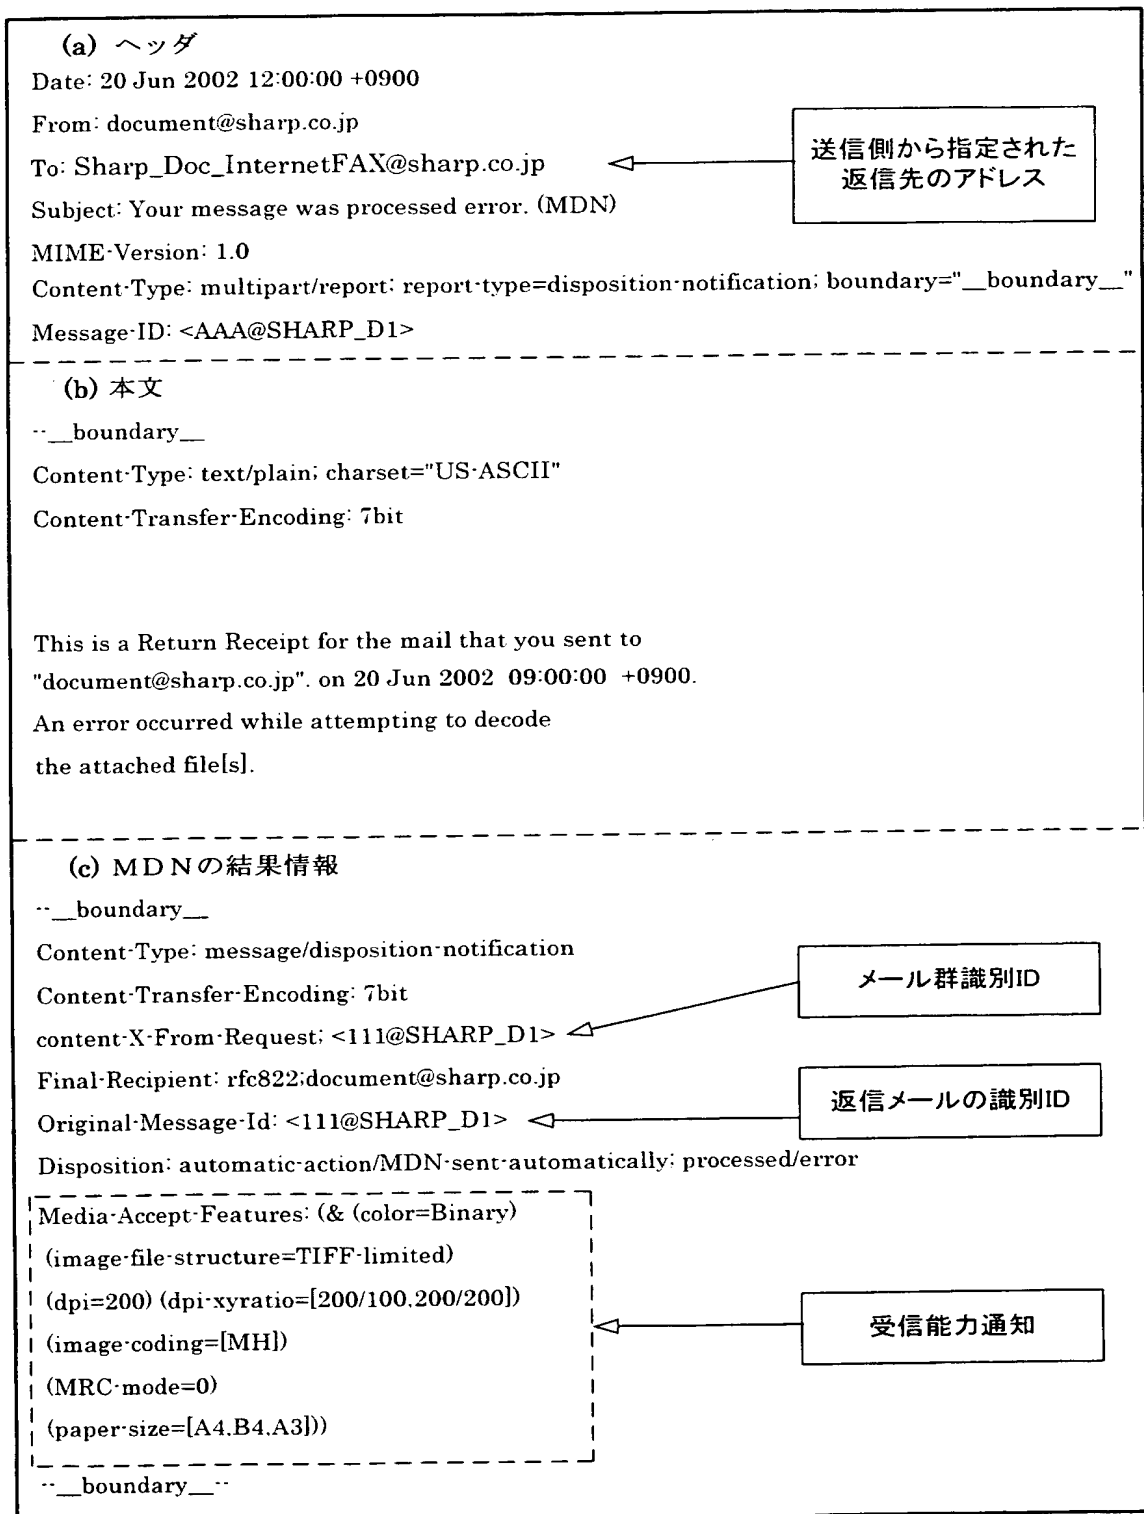 (a) ヘッダ
Date: 20 Jun 2002 12:00:00 +0900
From: document@sharp.co.jp
To: Sharp_Doc_InternetFAX@sharp.co.jp
送信側から指定された
返信先のアドレス
Subject: Your message was processed error. (MDN)
MIME-Version: 1.0
Content-Type: multipart/report: report-type=disposition-notification; boundary="__boundary__"
Message-ID: <AAA@SHARP_D1>
(b) 本文
--__boundary__
Content-Type: text/plain; charset="US-ASCII"
Content-Transfer-Encoding: 7bit
This is a Return Receipt for the mail that you sent to
"document@sharp.co.jp". on 20 Jun 2002 09:00:00 +0900.
An error occurred while attempting to decode
the attached file[s].
(c) MDNの結果情報
--__boundary__
Content-Type: message/disposition-notification
Content-Transfer-Encoding: 7bit
メール群識別ID
content-X-From-Request; <111@SHARP_D1>
Final-Recipient: rfc822;document@sharp.co.jp
返信メールの識別ID
Original-Message-Id: <111@SHARP_D1>
Disposition: automatic-action/MDN-sent-automatically; processed/error
Media-Accept-Features: (& (color=Binary)
(image-file-structure=TIFF-limited)
(dpi=200) (dpi-xyratio=[200/100,200/200])
(image-coding=[MH])
受信能力通知
(MRC-mode=0)
(paper-size=[A4,B4,A3]))
--__boundary__--